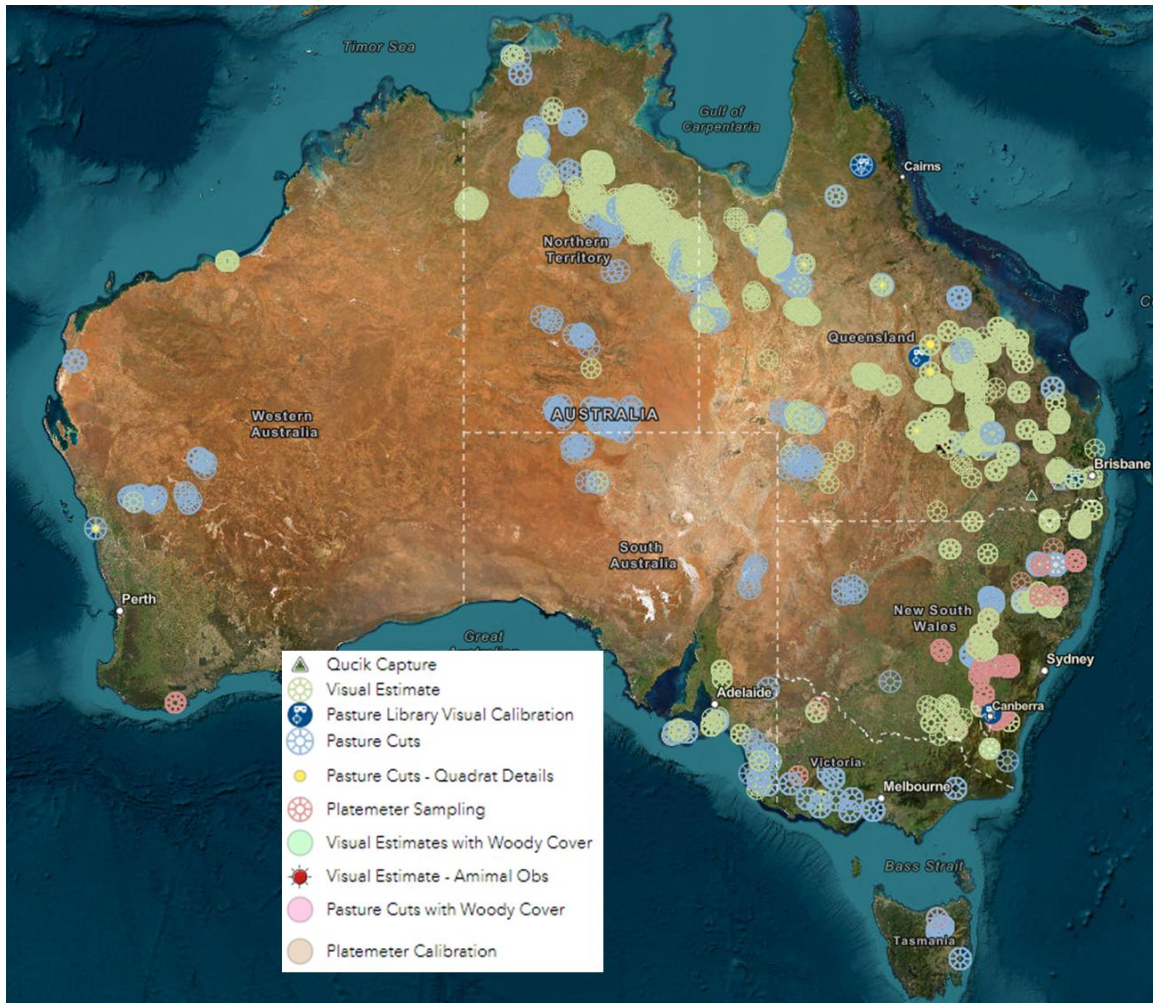 Timor Sea
Gulf of
Carpentaria
Cairns
Northern
Territory
Queensland
Western
Australia
AUSTRALIA
Brisbane
South
Australia
Perth
New South
Wales
Great
Sydney
Adelaide
Canberra
Victoria
Melbourne
Bass Strait
Tasmania
Qucik Capture
Visual Estimate
Pasture Library Visual Calibration
Pasture Cuts
Pasture Cuts - Quadrat Details
Platemeter Sampling
Visual Estimates with Woody Cover
Visual Estimate - Amimal Obs
Pasture Cuts with Woody Cover
Platemeter Calibration